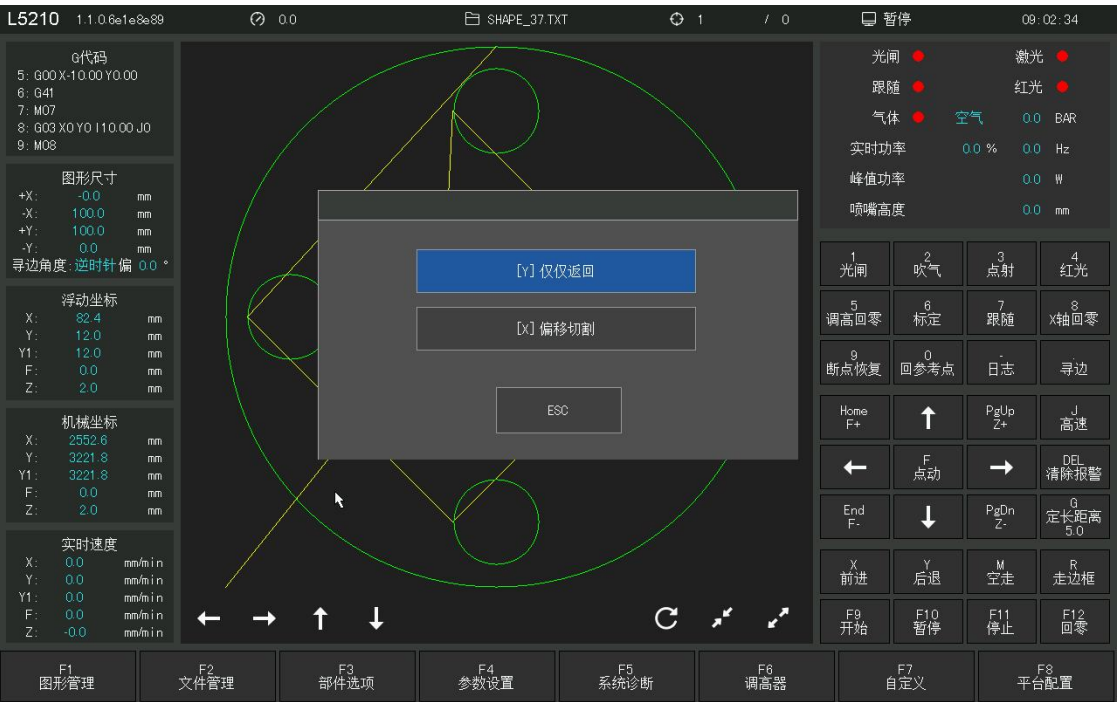 L5210 1.1.0.6e1e8e89 0.0 SHAPE_37.TXT 1 / 0 暂停 09:02:34
G代码
5: G00 X-10.00 Y0.00
6: G41
7: M07
8: G03 X0 Y0 I10.00 J0
9: M08
图形尺寸
+X: -0.0 mm
-X: 100.0 mm
+Y: 100.0 mm
-Y: 0.0 mm
寻边角度:逆时针偏 0.0 °
浮动坐标
X: 82.4 mm
Y: 12.0 mm
Y1: 12.0 mm
F: 0.0 mm
Z: 2.0 mm
机械坐标
X: 2552.6 mm
Y: 3221.8 mm
Y1: 3221.8 mm
F: 0.0 mm
Z: 2.0 mm
实时速度
X: 0.0 mm/min
Y: 0.0 mm/min
Y1: 0.0 mm/min
F: 0.0 mm/min
Z: -0.0 mm/min
[Y] 仅仅返回
[X] 偏移切割
ESC
光闸 激光
跟随 红光
气体 空气 0.0 BAR
实时功率 0.0 % 0.0 Hz
峰值功率 0.0 W
喷嘴高度 0.0 mm
1 光闸
2 吹气
3 点射
4 红光
5 调高回零
6 标定
7 跟随
8 X轴回零
9 断点恢复
0 回参考点
- 日志
. 寻边
Home F+
↑
PgUp Z+
J 高速
←
F 点动
→
DEL 清除报警
End F-
↓
PgDn Z-
G 定长距离 5.0
X 前进
Y 后退
M 空走
R 走边框
F9 开始
F10 暂停
F11 停止
F12 回零
F1 图形管理
F2 文件管理
F3 部件选项
F4 参数设置
F5 系统诊断
F6 调高器
F7 自定义
F8 平台配置